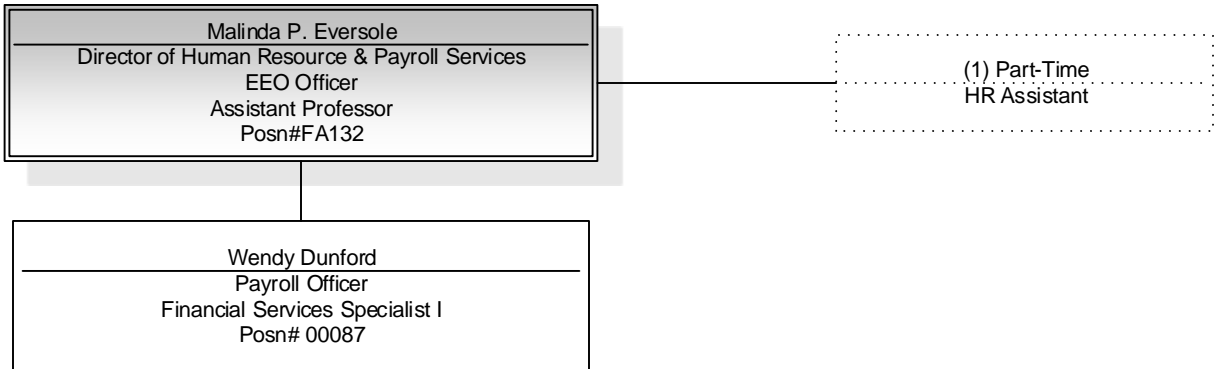 Malinda P. Eversole
Director of Human Resource & Payroll Services
EEO Officer
Assistant Professor
Posn#FA132
(1) Part-Time
HR Assistant
Wendy Dunford
Payroll Officer
Financial Services Specialist I
Posn# 00087